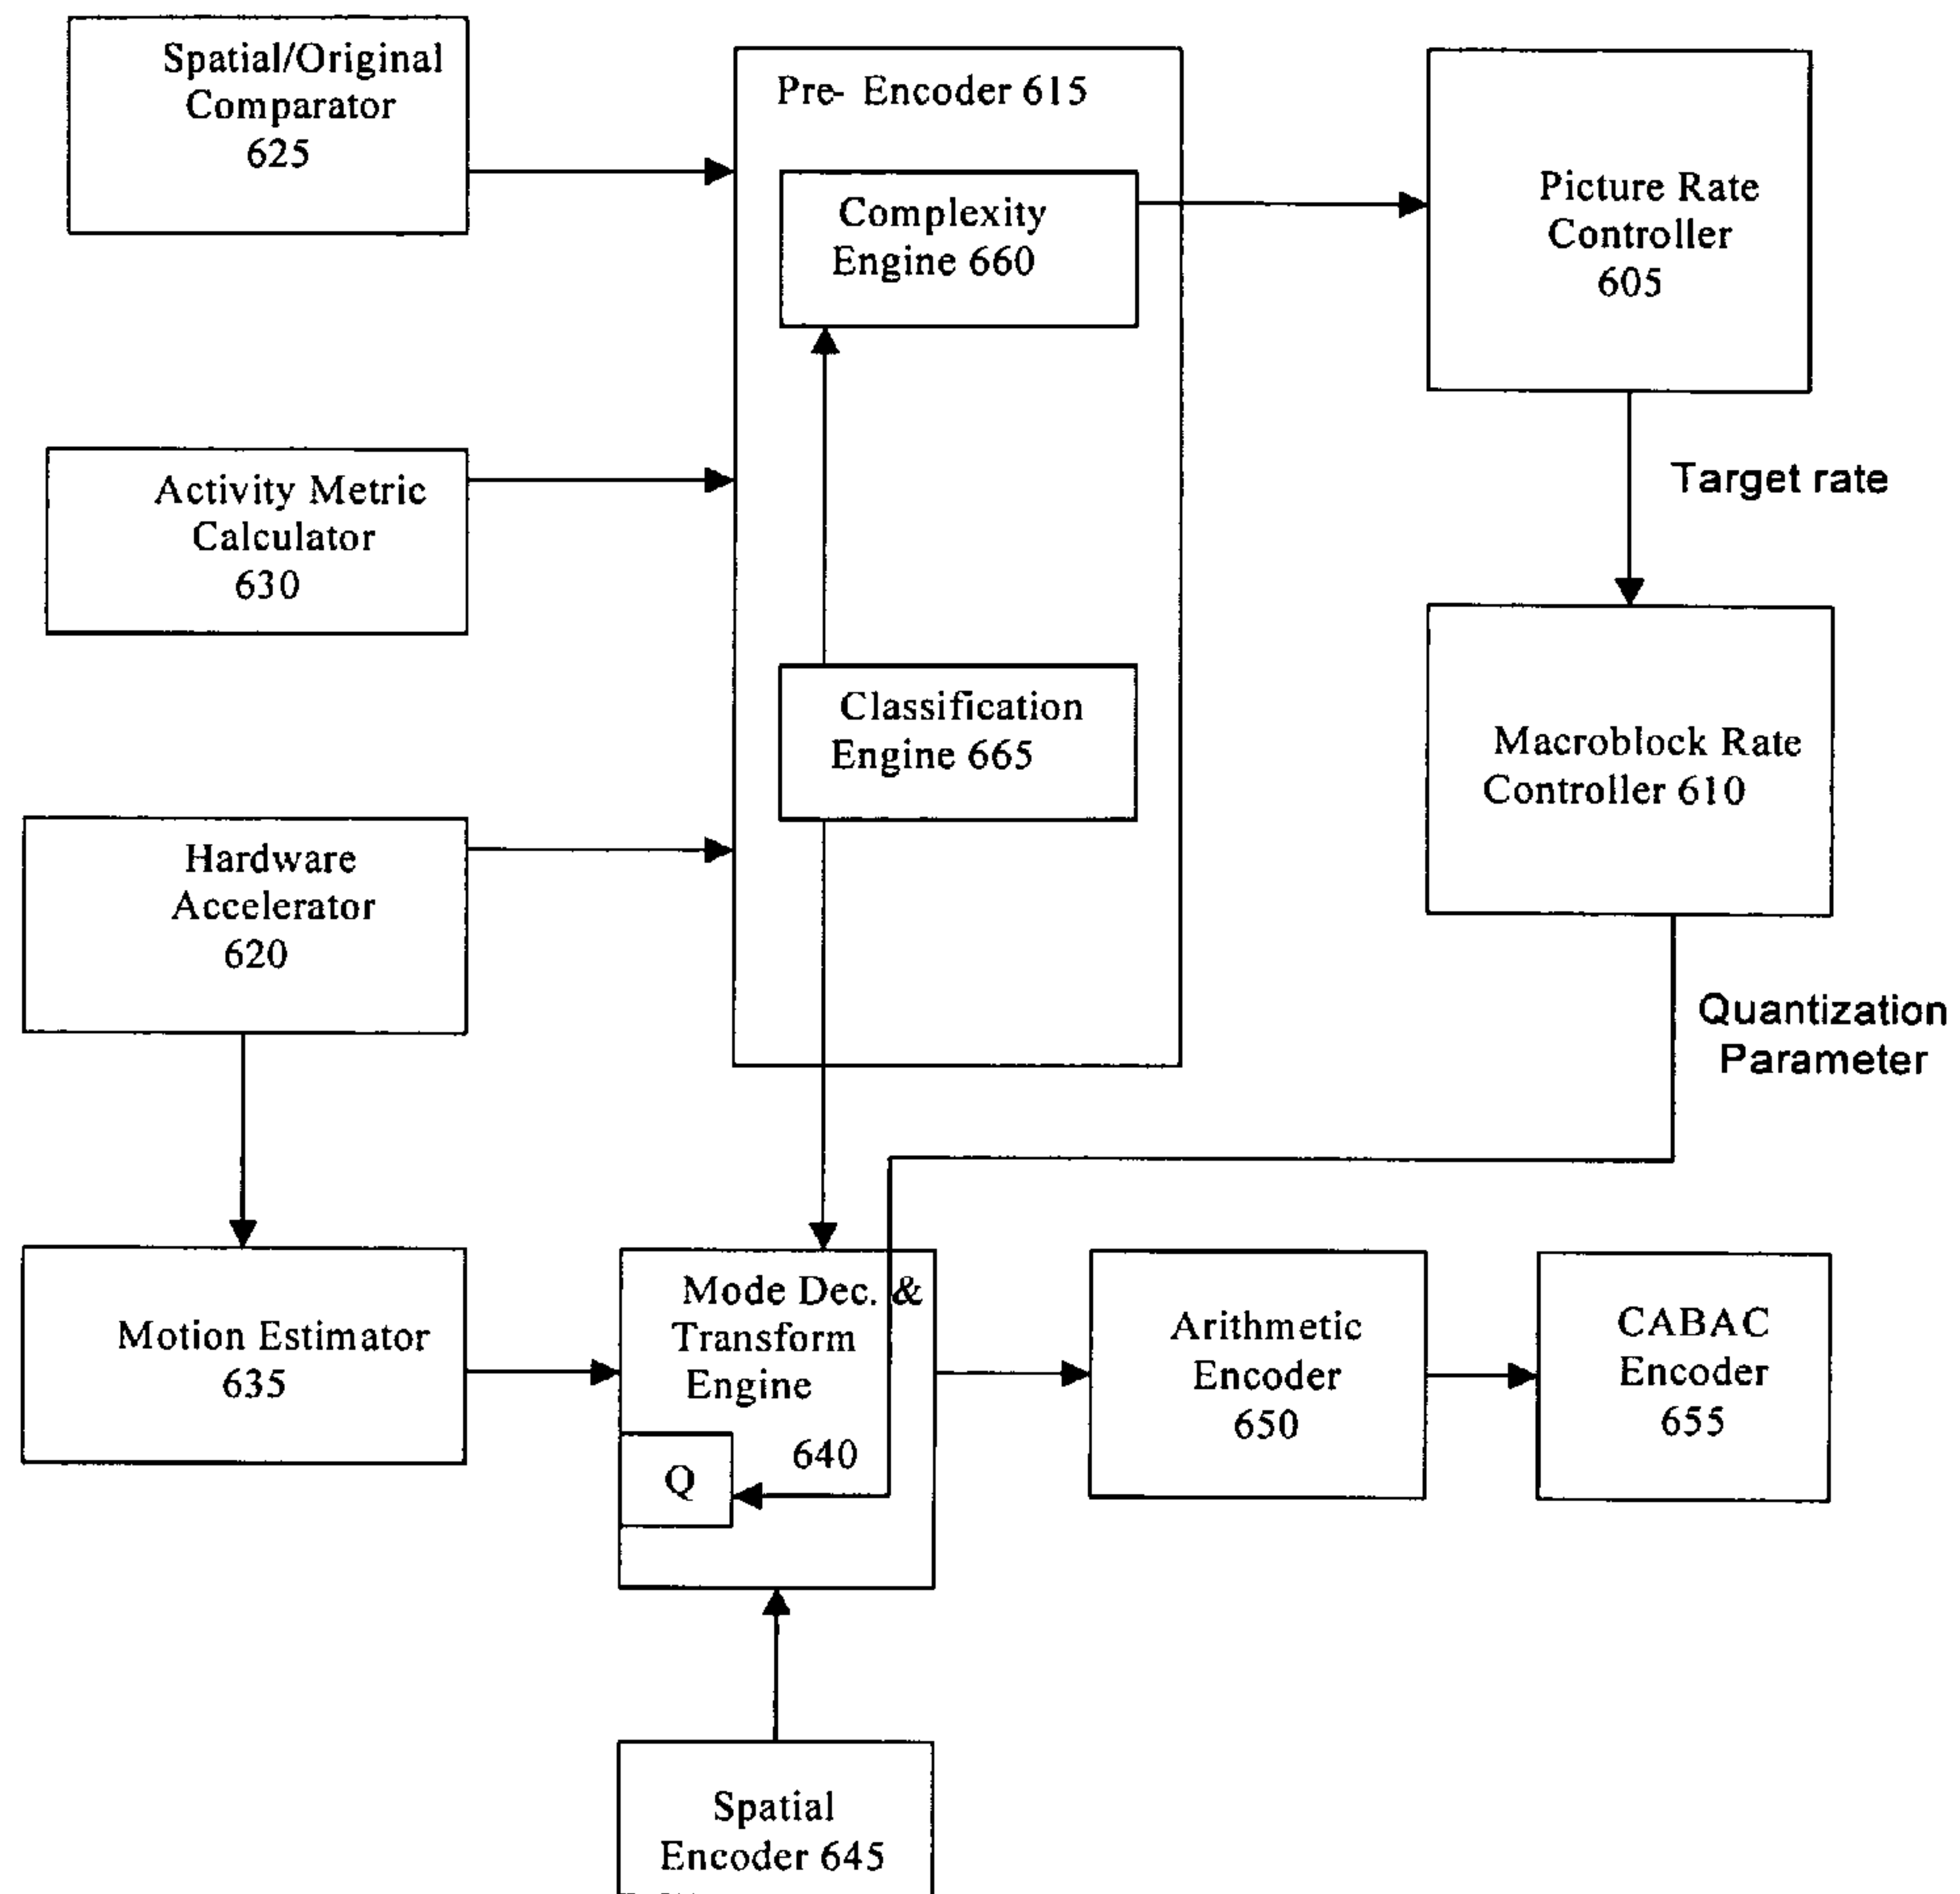 Spatial/Original
Comparator
625
Pre- Encoder 615
Complexity
Engine 660
Picture Rate
Controller
605
Target rate
Activity Metric
Calculator
630
Classification
Engine 665
Macroblock Rate
Controller 610
Hardware
Accelerator
620
Quantization
Parameter
Motion Estimator
635
Mode Dec. &
Transform
Engine
640
Q
Arithmetic
Encoder
650
CABAC
Encoder
655
Spatial
Encoder 645